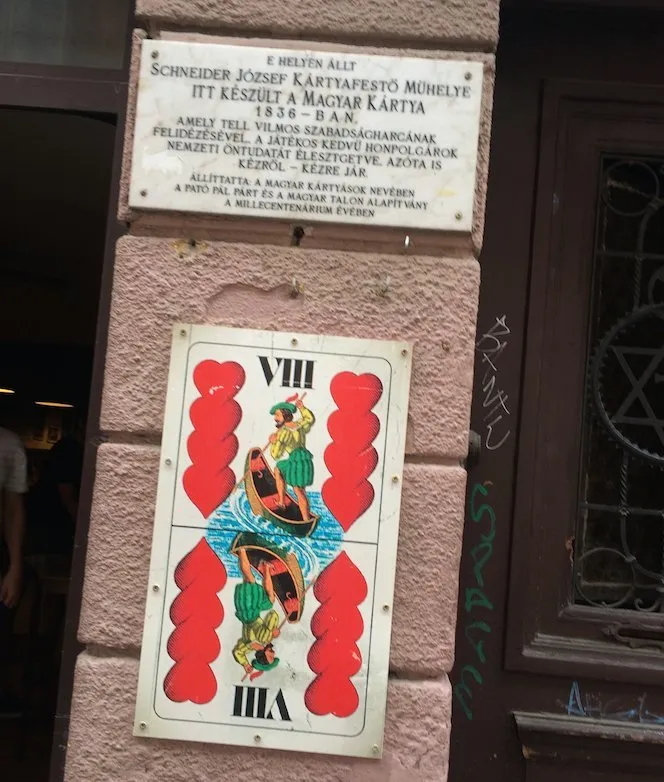 E HELYEN ÁLLT
SCHNEIDER JÓZSEF KÁRTYAFESTŐ MŰHELYE
ITT KÉSZÜLT A MAGYAR KÁRTYA
1836 – BAN,
AMELY TELL VILMOS SZABADSÁGHARCÁNAK
FELIDÉZÉSÉVEL, A JÁTÉKOS KEDVŰ HONPOLGÁROK
NEMZETI ÖNTUDATÁT ÉLESZTGETVE, AZÓTA IS
KÉZRŐL – KÉZRE JÁR.
ÁLLÍTTATTA: A MAGYAR KÁRTYÁSOK NEVÉBEN
A PATÓ PÁL PÁRT ÉS A MAGYAR TALON ALAPÍTVÁNY
A MILLECENTENÁRIUM ÉVÉBEN
VIII
VIII